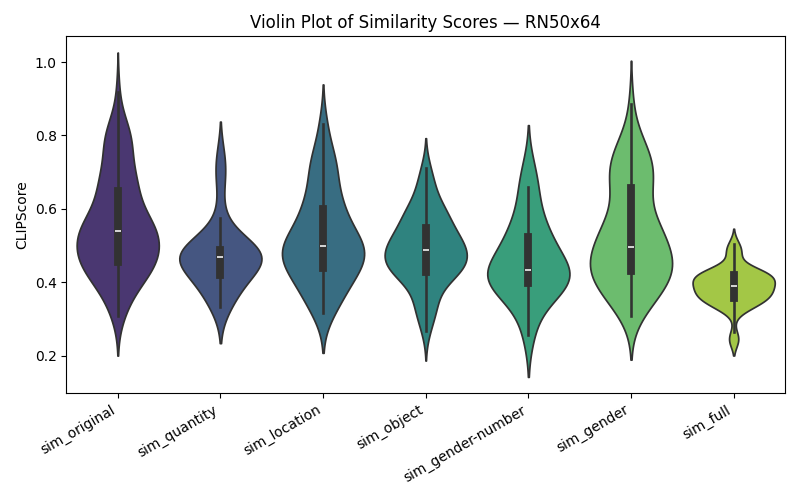 Violin Plot of Similarity Scores — RN50x64
1.0
0.8
0.6
0.4
0.2
CLIPScore
sim_original
sim_quantity
sim_location
sim_object
sim_gender-number
sim_gender
sim_full